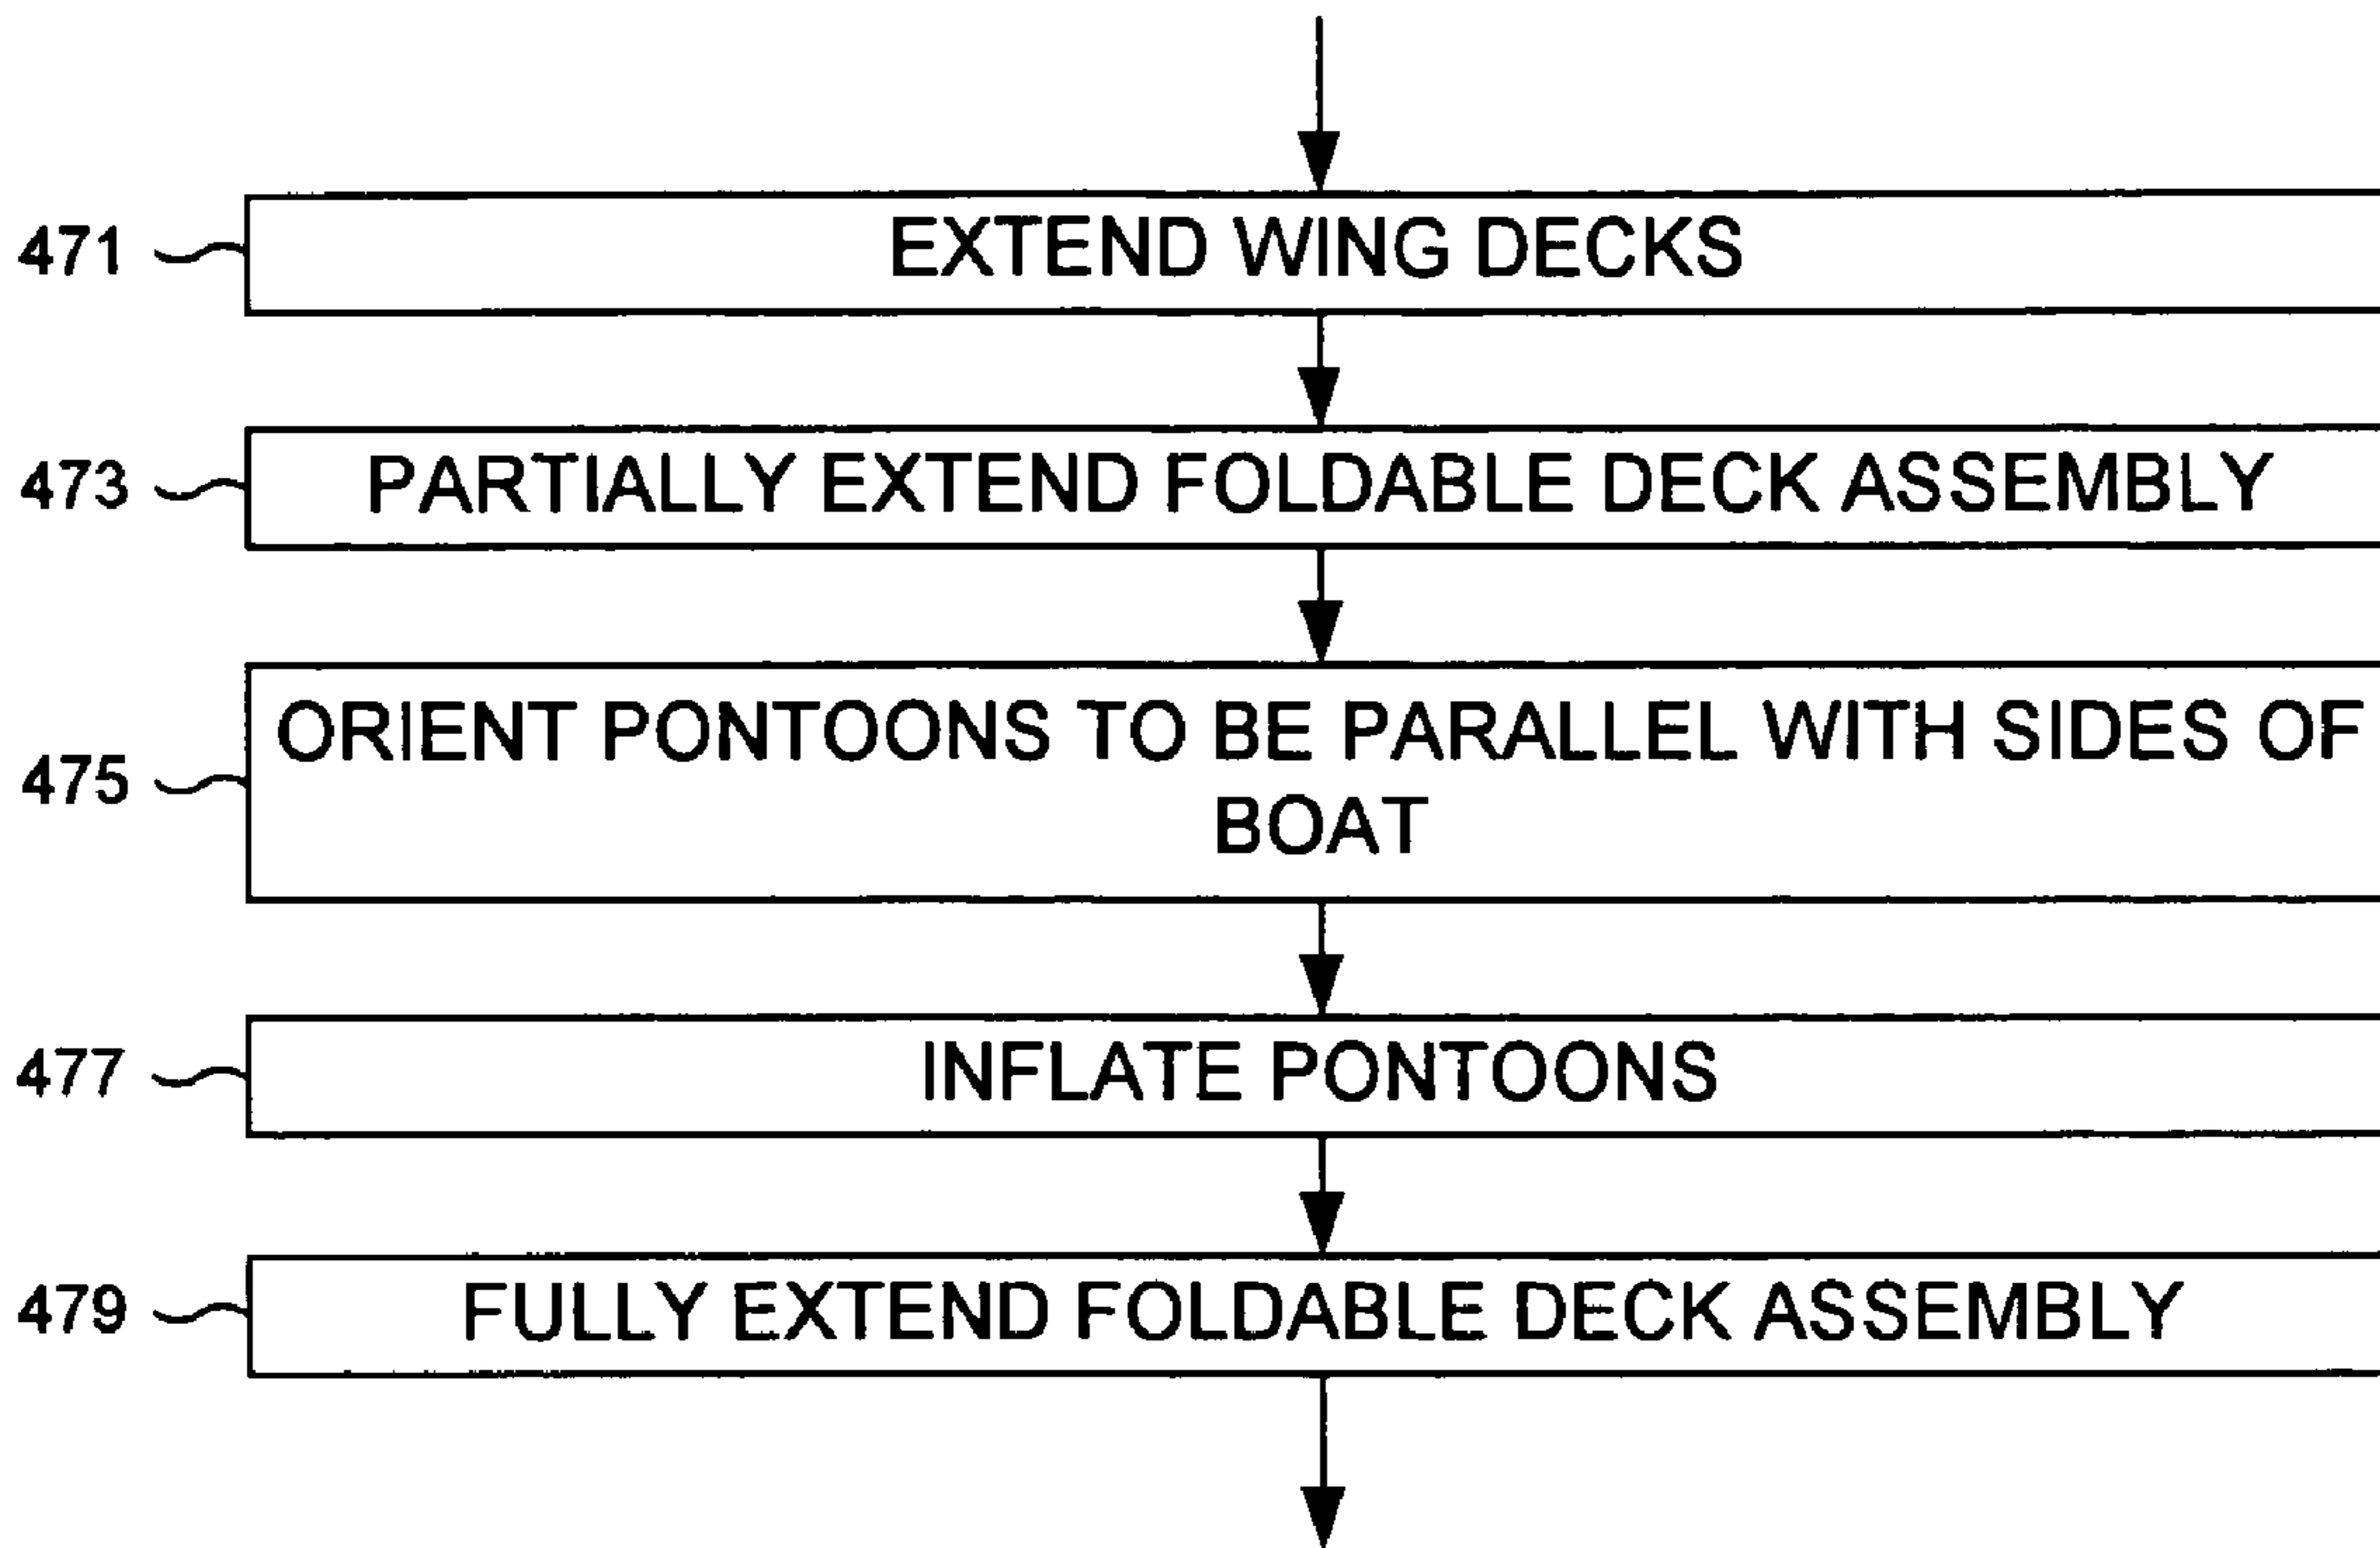 471 EXTEND WING DECKS
473 PARTIALLY EXTEND FOLDABLE DECK ASSEMBLY
475 ORIENT PONTOONS TO BE PARALLEL WITH SIDES OF
BOAT
477 INFLATE PONTOONS
479 FULLY EXTEND FOLDABLE DECK ASSEMBLY